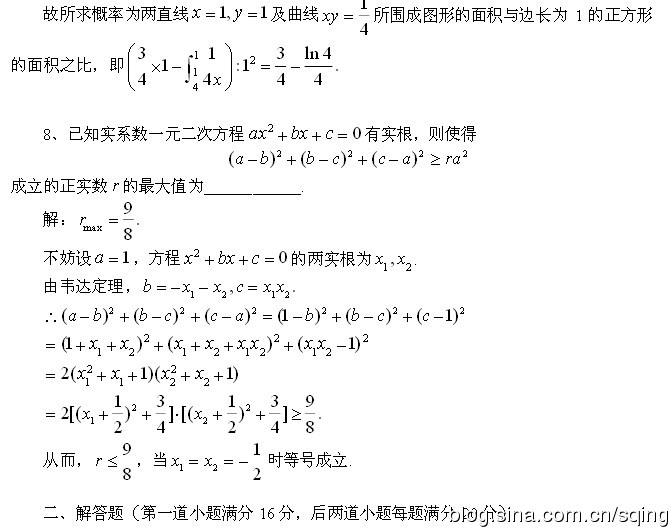 故所求概率为两直线 x=1, y=1 及曲线 xy=1/4 所围成图形的面积与边长为 1 的正方形
的面积之比，即 (3/4 ×1−∫_{1/4}^{1} 1/4x):1²=3/4−ln4/4.
8、已知实系数一元二次方程 ax²+bx+c=0 有实根，则使得
(a−b)²+(b−c)²+(c−a)²≥ra²
成立的正实数 r 的最大值为____________.
解：r_max=9/8.
不妨设 a=1，方程 x²+bx+c=0 的两实根为 x₁,x₂.
由韦达定理，b=−x₁−x₂,c=x₁x₂.
∴(a−b)²+(b−c)²+(c−a)²=(1−b)²+(b−c)²+(c−1)²
=(1+x₁+x₂)²+(x₁+x₂+x₁x₂)²+(x₁x₂−1)²
=2(x₁²+x₁+1)(x₂²+x₂+1)
=2[(x₁+1/2)²+3/4]·[(x₂+1/2)²+3/4]≥9/8.
从而，r≤9/8，当 x₁=x₂=−1/2 时等号成立.
二、解答题（第一道小题满分 16 分，后两道小题每题满分 20 分）
blog.sina.com.cn/sqing